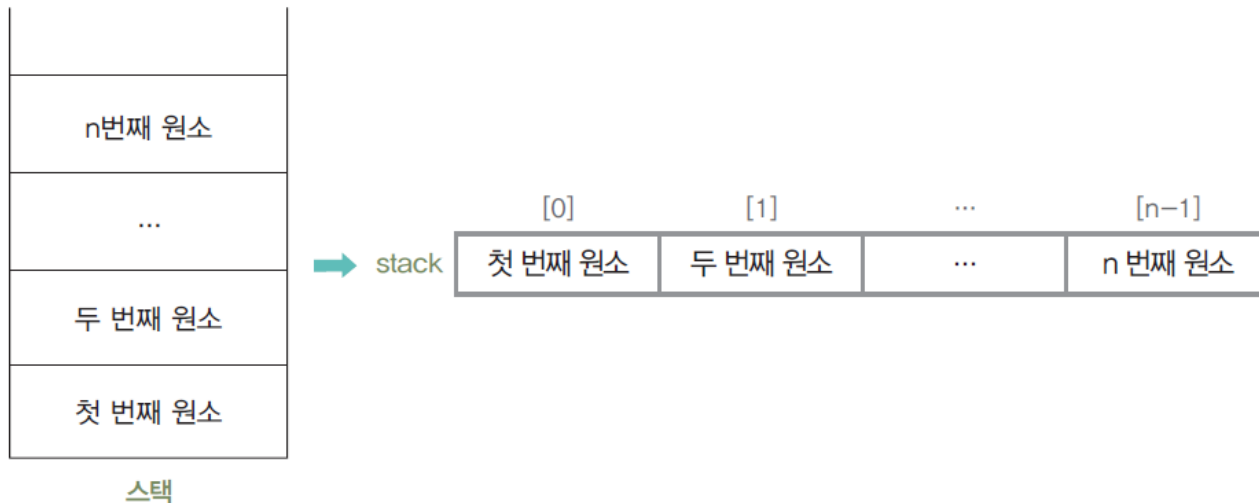 n번째 원소
...
두 번째 원소
첫 번째 원소
스택
[0] [1] ... [n-1]
stack 첫 번째 원소 두 번째 원소 ... n 번째 원소